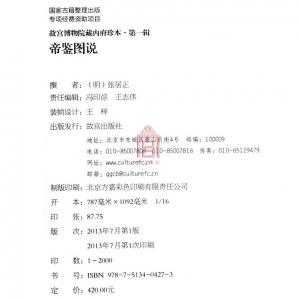 国家古籍整理出版
专项经费资助项目
故宫博物院藏内府珍本·第一辑
帝鉴图说
撰 者：（明）张居正
责任编辑：冯印淙 王志伟
装帧设计：王 梓
出版发行：故宫出版社
地址：北京市东城区景山前街4号 邮编：100009
电话：010-85007808 010-85007816 传真：010-65129479
网址：www.culturefc.cn
邮箱：ggcb@culturefc.cn
制版印刷：北京方嘉彩色印刷有限责任公司
开 本：787毫米×1092毫米 1/16
印 张：87.75
版 次：2013年7月第1版
2013年7月第1次印刷
印 数：1~2000
书 号：ISBN 978-7-5134-0427-3
定 价：420.00元